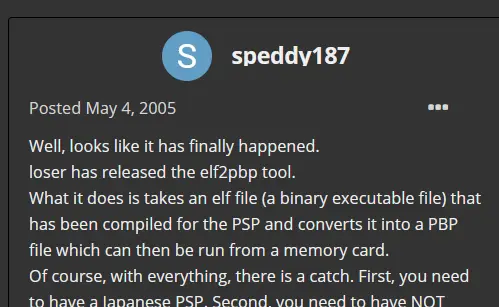 S
speddy187
Posted May 4, 2005
Well, looks like it has finally happened.
loser has released the elf2pbp tool.
What it does is takes an elf file (a binary executable file) that
has been compiled for the PSP and converts it into a PBP
file which can then be run from a memory card.
Of course, with everything, there is a catch. First, you need
to have a Japanese PSP. Second, you need to have NOT